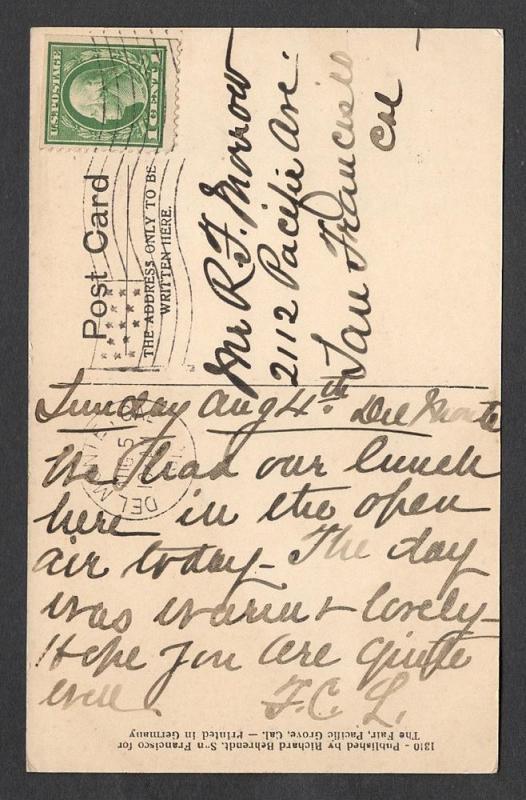 U.S. POSTAGE
1 CENT 1
Post Card
THE ADDRESS ONLY TO BE
WRITTEN HERE.
Mr R. F. Morrow
2112 Pacific Ave.
San Francisco
Cal
Sunday Aug 4th Del Monte
We had our lunch
here in the open
air today - The day
was warm + lovely -
Hope you are quite
well. F. C. L.
DEL MONTE
AUG 5
1310 - Published by Richard Behrendt, San Francisco for
The Fair, Pacific Grove, Cal. — Printed in Germany